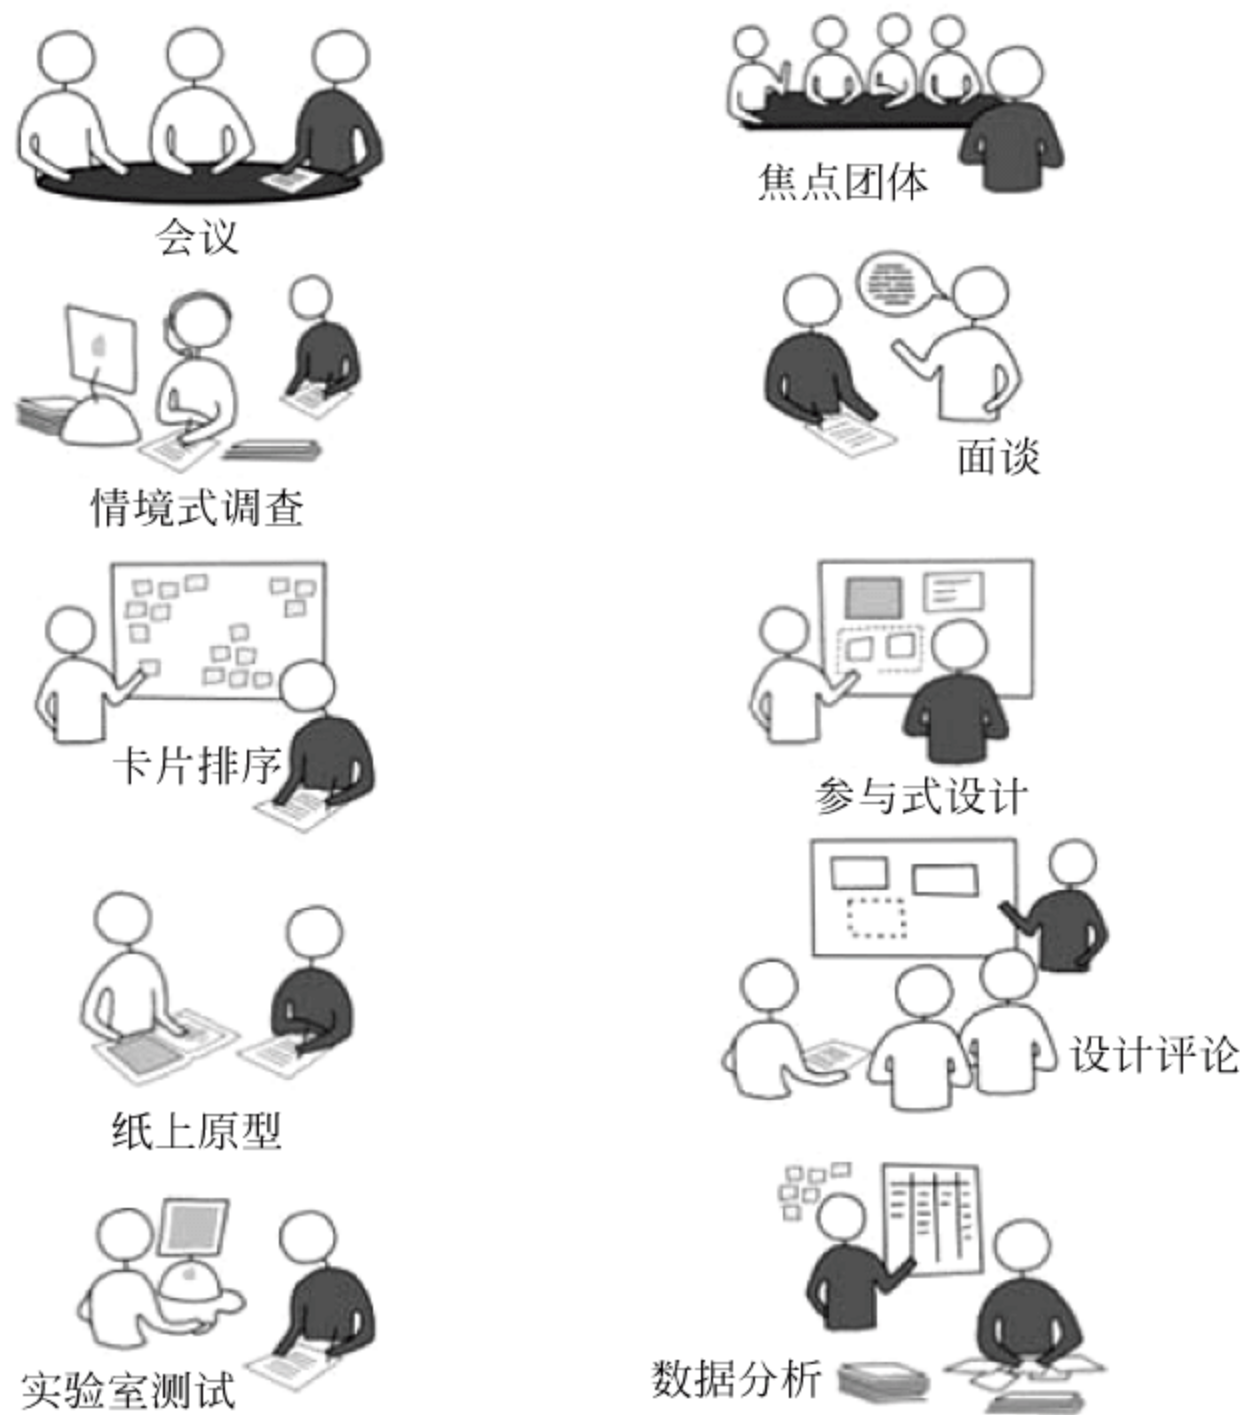 会议
焦点团体
情境式调查
面谈
卡片排序
参与式设计
纸上原型
设计评论
实验室测试
数据分析